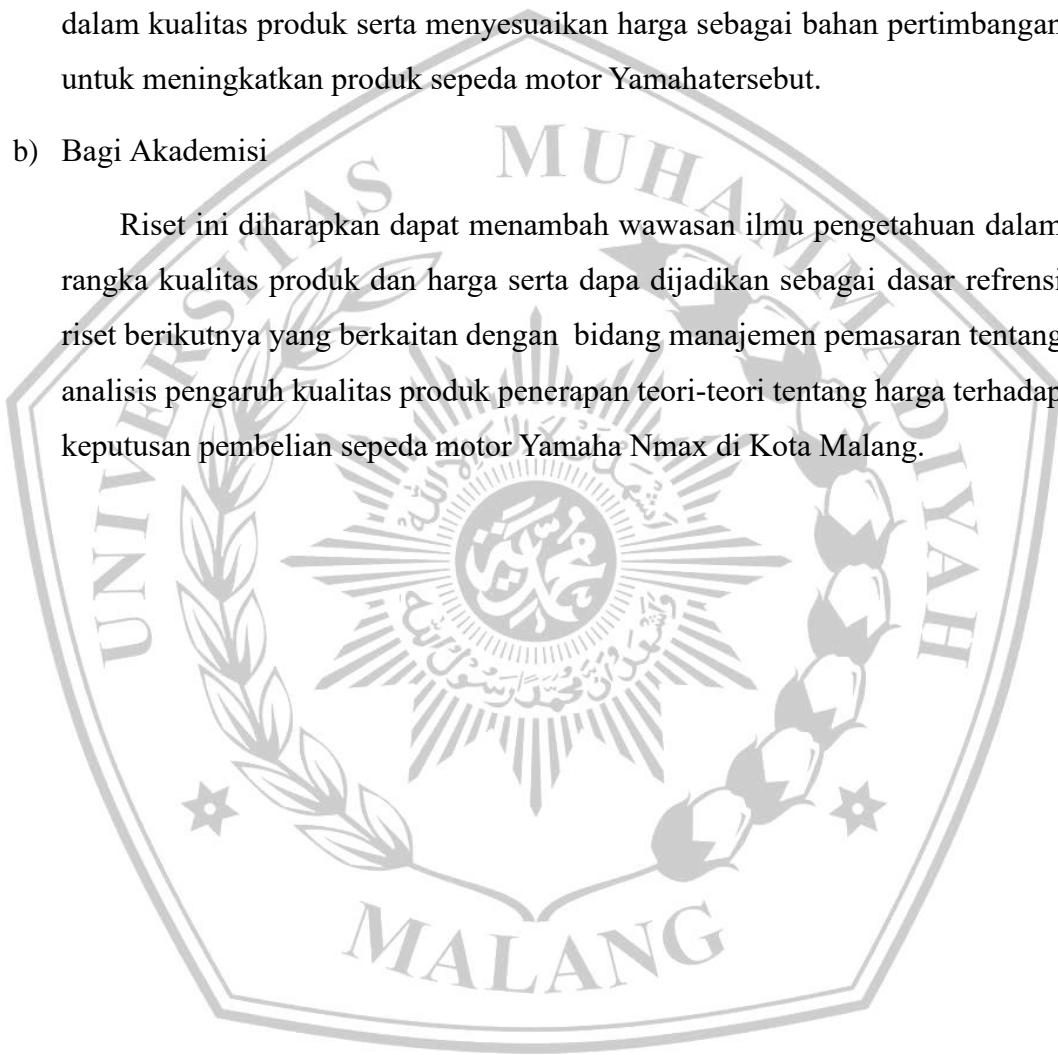 dalam kualitas produk serta menyesuaikan harga sebagai bahan pertimbangan
untuk meningkatkan produk sepeda motor Yamahatersebut.
b) Bagi Akademisi
Riset ini diharapkan dapat menambah wawasan ilmu pengetahuan dalam
rangka kualitas produk dan harga serta dapa dijadikan sebagai dasar refrensi
riset berikutnya yang berkaitan dengan  bidang manajemen pemasaran tentang
analisis pengaruh kualitas produk penerapan teori-teori tentang harga terhadap
keputusan pembelian sepeda motor Yamaha Nmax di Kota Malang.
UNIVERSITAS MUHAMMADIYAH
MALANG